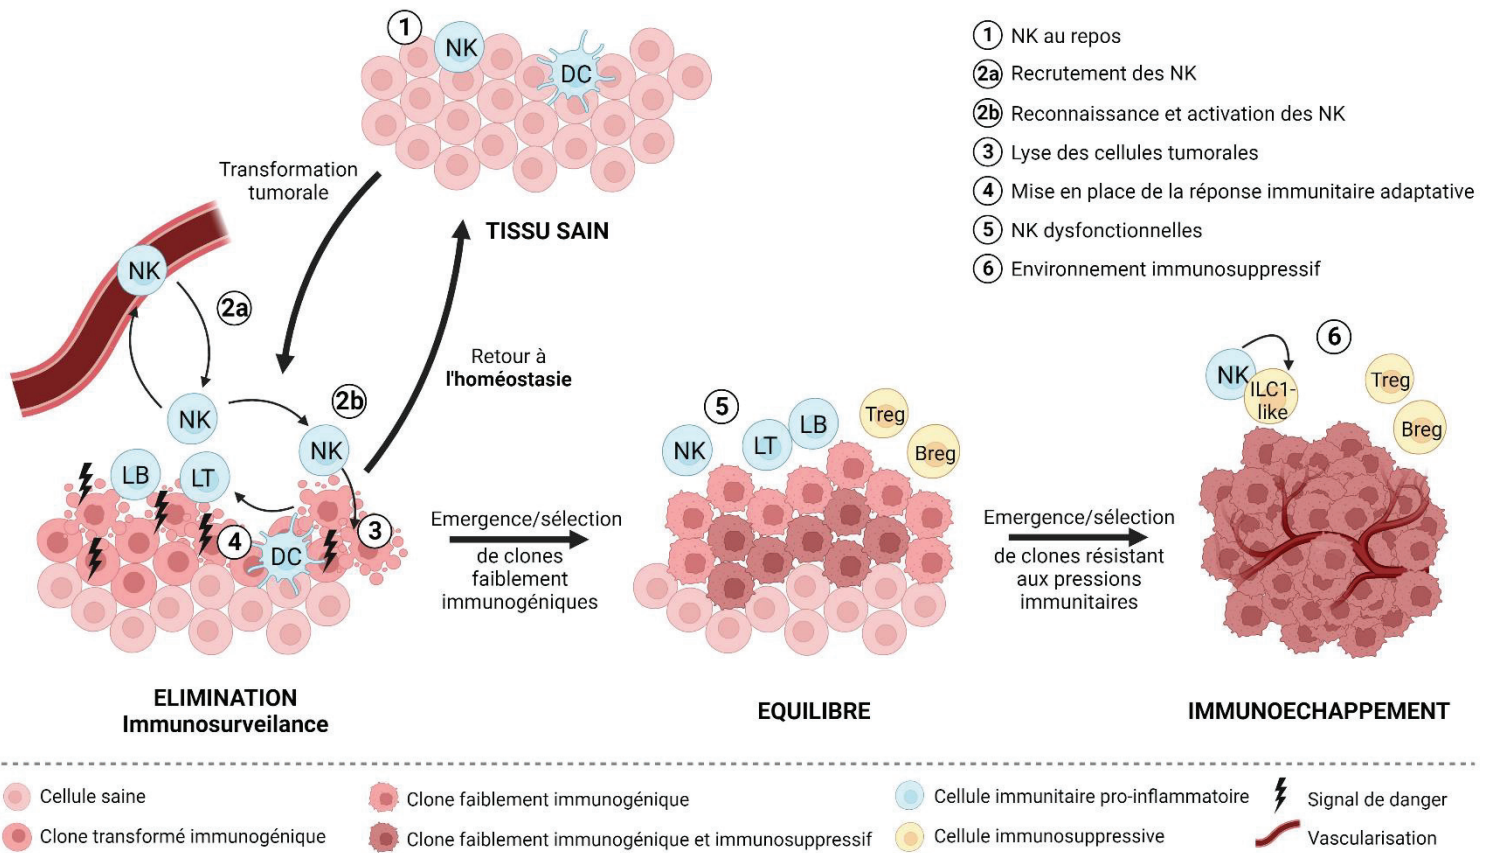 1
NK
DC
1 NK au repos
2a Recrutement des NK
2b Reconnaissance et activation des NK
3 Lyse des cellules tumorales
4 Mise en place de la réponse immunitaire adaptative
5 NK dysfonctionnelles
6 Environnement immunosuppressif
Transformation
tumorale
TISSU SAIN
NK
2a
Retour à
l'homéostasie
NK
2b
NK
LB
LT
4
DC
3
Emergence/sélection
de clones
faiblement
immunogéniques
5
NK
LT
LB
Treg
Breg
Emergence/sélection
de clones résistant
aux pressions
immunitaires
6
NK
ILC1-
like
Treg
Breg
ELIMINATION
Immunosurveilance
EQUILIBRE
IMMUNOECHAPPEMENT
Cellule saine
Clone transformé immunogénique
Clone faiblement immunogénique
Clone faiblement immunogénique et immunosuppressif
Cellule immunitaire pro-inflammatoire
Cellule immunosuppressive
Signal de danger
Vascularisation